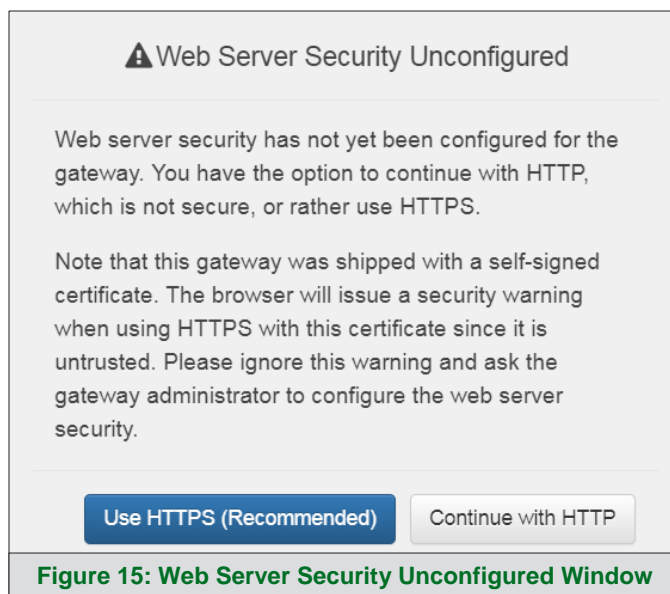 Web Server Security Unconfigured
Web server security has not yet been configured for the
gateway. You have the option to continue with HTTP,
which is not secure, or rather use HTTPS.
Note that this gateway was shipped with a self-signed
certificate. The browser will issue a security warning
when using HTTPS with this certificate since it is
untrusted. Please ignore this warning and ask the
gateway administrator to configure the web server
security.
Use HTTPS (Recommended) Continue with HTTP
Figure 15: Web Server Security Unconfigured Window